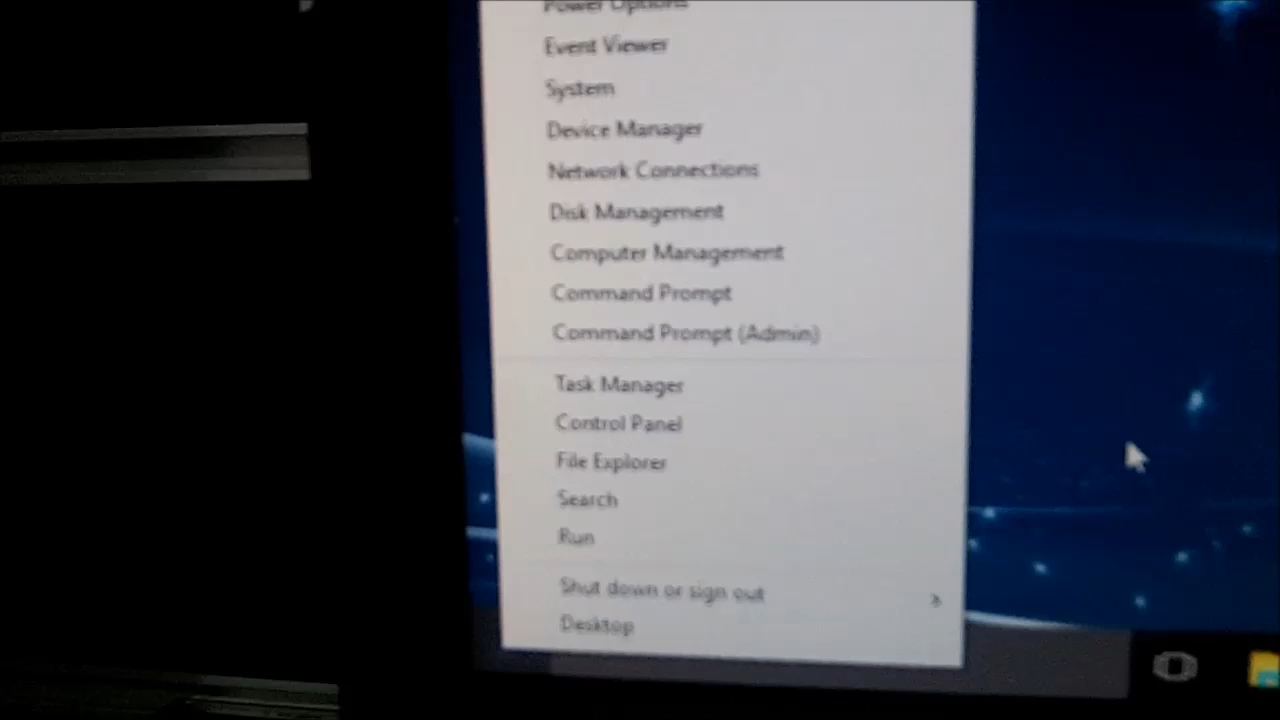 Power Options
Event Viewer
System
Device Manager
Network Connections
Disk Management
Computer Management
Command Prompt
Command Prompt (Admin)
Task Manager
Control Panel
File Explorer
Search
Run
Shut down or sign out
Desktop